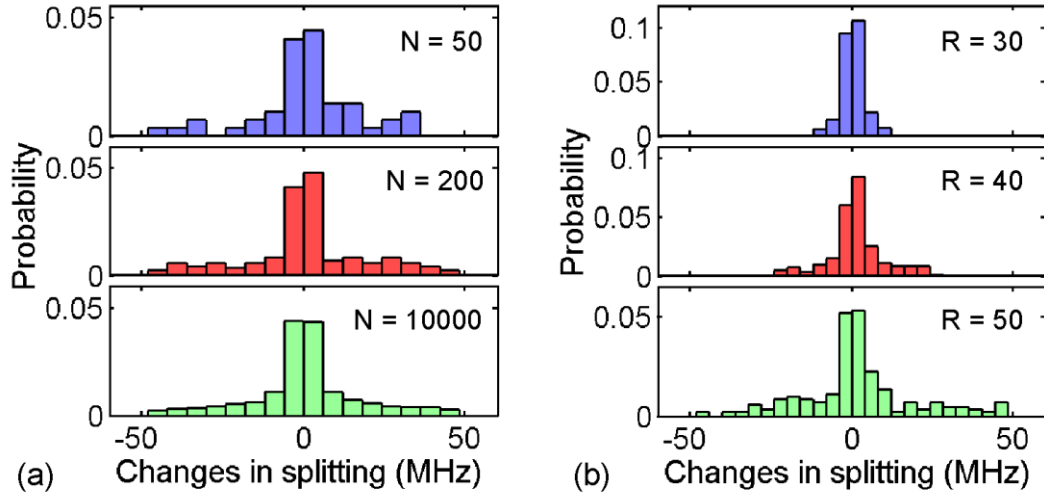 0.05
N = 50
0
0.05
N = 200
0
0.05
N = 10000
0
-50 0 50
Probability
Changes in splitting (MHz)
(a)
0.1
R = 30
0.05
0
0.1
R = 40
0.05
0
R = 50
0.05
0
-50 0 50
Probability
Changes in splitting (MHz)
(b)